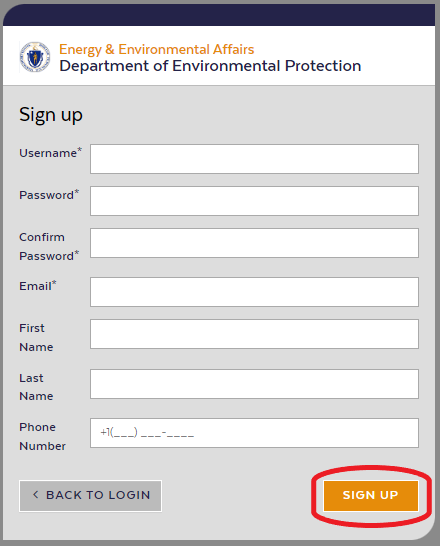 Energy & Environmental Affairs
Department of Environmental Protection
Sign up
Username*
Password*
Confirm
Password*
Email*
First
Name
Last
Name
Phone
Number
+1(___) ___-____
< BACK TO LOGIN
SIGN UP